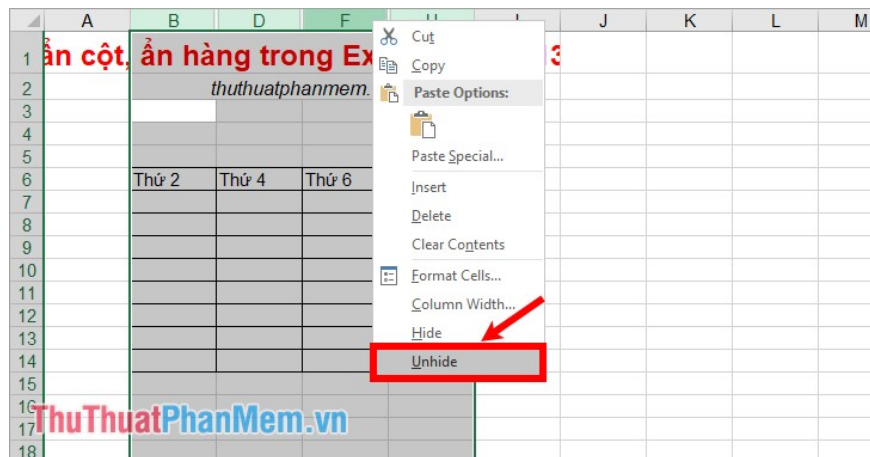 A B D F H I J K L M
1 ẩn cột, ẩn hàng trong Ex 13
2 thuthuatphanmem.
3
4
5
6 Thứ 2 Thứ 4 Thứ 6
7
8
9
10
11
12
13
14
15
16
17
18
Cut
Copy
Paste Options:
Paste Special...
Insert
Delete
Clear Contents
Format Cells...
Column Width...
Hide
Unhide
ThuThuatPhanMem.vn